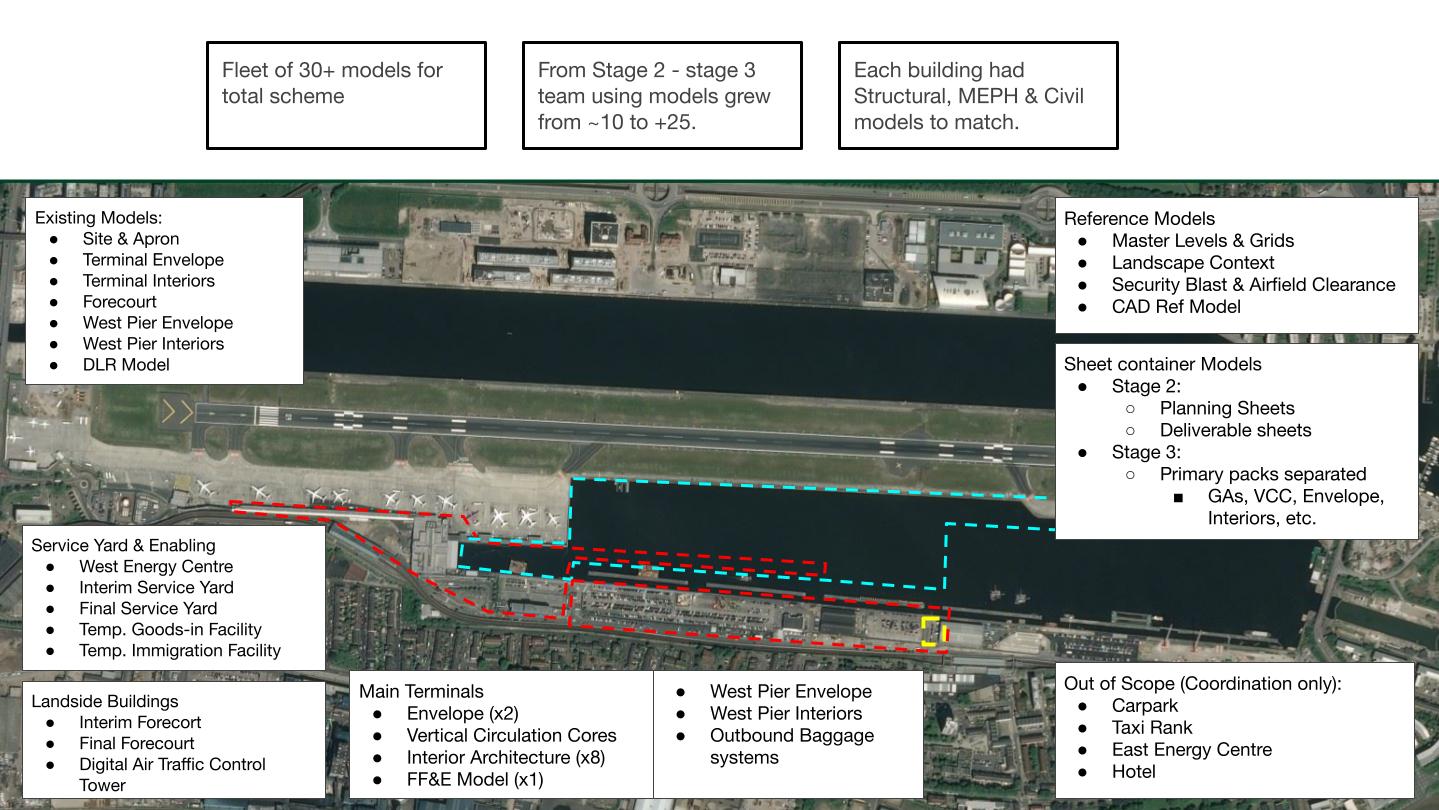 Fleet of 30+ models for
total scheme
From Stage 2 - stage 3
team using models grew
from ~10 to +25.
Each building had
Structural, MEPH & Civil
models to match.
Existing Models:
● Site & Apron
● Terminal Envelope
● Terminal Interiors
● Forecourt
● West Pier Envelope
● West Pier Interiors
● DLR Model
Reference Models
● Master Levels & Grids
● Landscape Context
● Security Blast & Airfield Clearance
● CAD Ref Model
Sheet container Models
● Stage 2:
○ Planning Sheets
○ Deliverable sheets
● Stage 3:
○ Primary packs separated
■ GAs, VCC, Envelope,
Interiors, etc.
Service Yard & Enabling
● West Energy Centre
● Interim Service Yard
● Final Service Yard
● Temp. Goods-in Facility
● Temp. Immigration Facility
Landside Buildings
● Interim Forecort
● Final Forecourt
● Digital Air Traffic Control
Tower
Main Terminals
● Envelope (x2)
● Vertical Circulation Cores
● Interior Architecture (x8)
● FF&E Model (x1)
● West Pier Envelope
● West Pier Interiors
● Outbound Baggage
systems
Out of Scope (Coordination only):
● Carpark
● Taxi Rank
● East Energy Centre
● Hotel